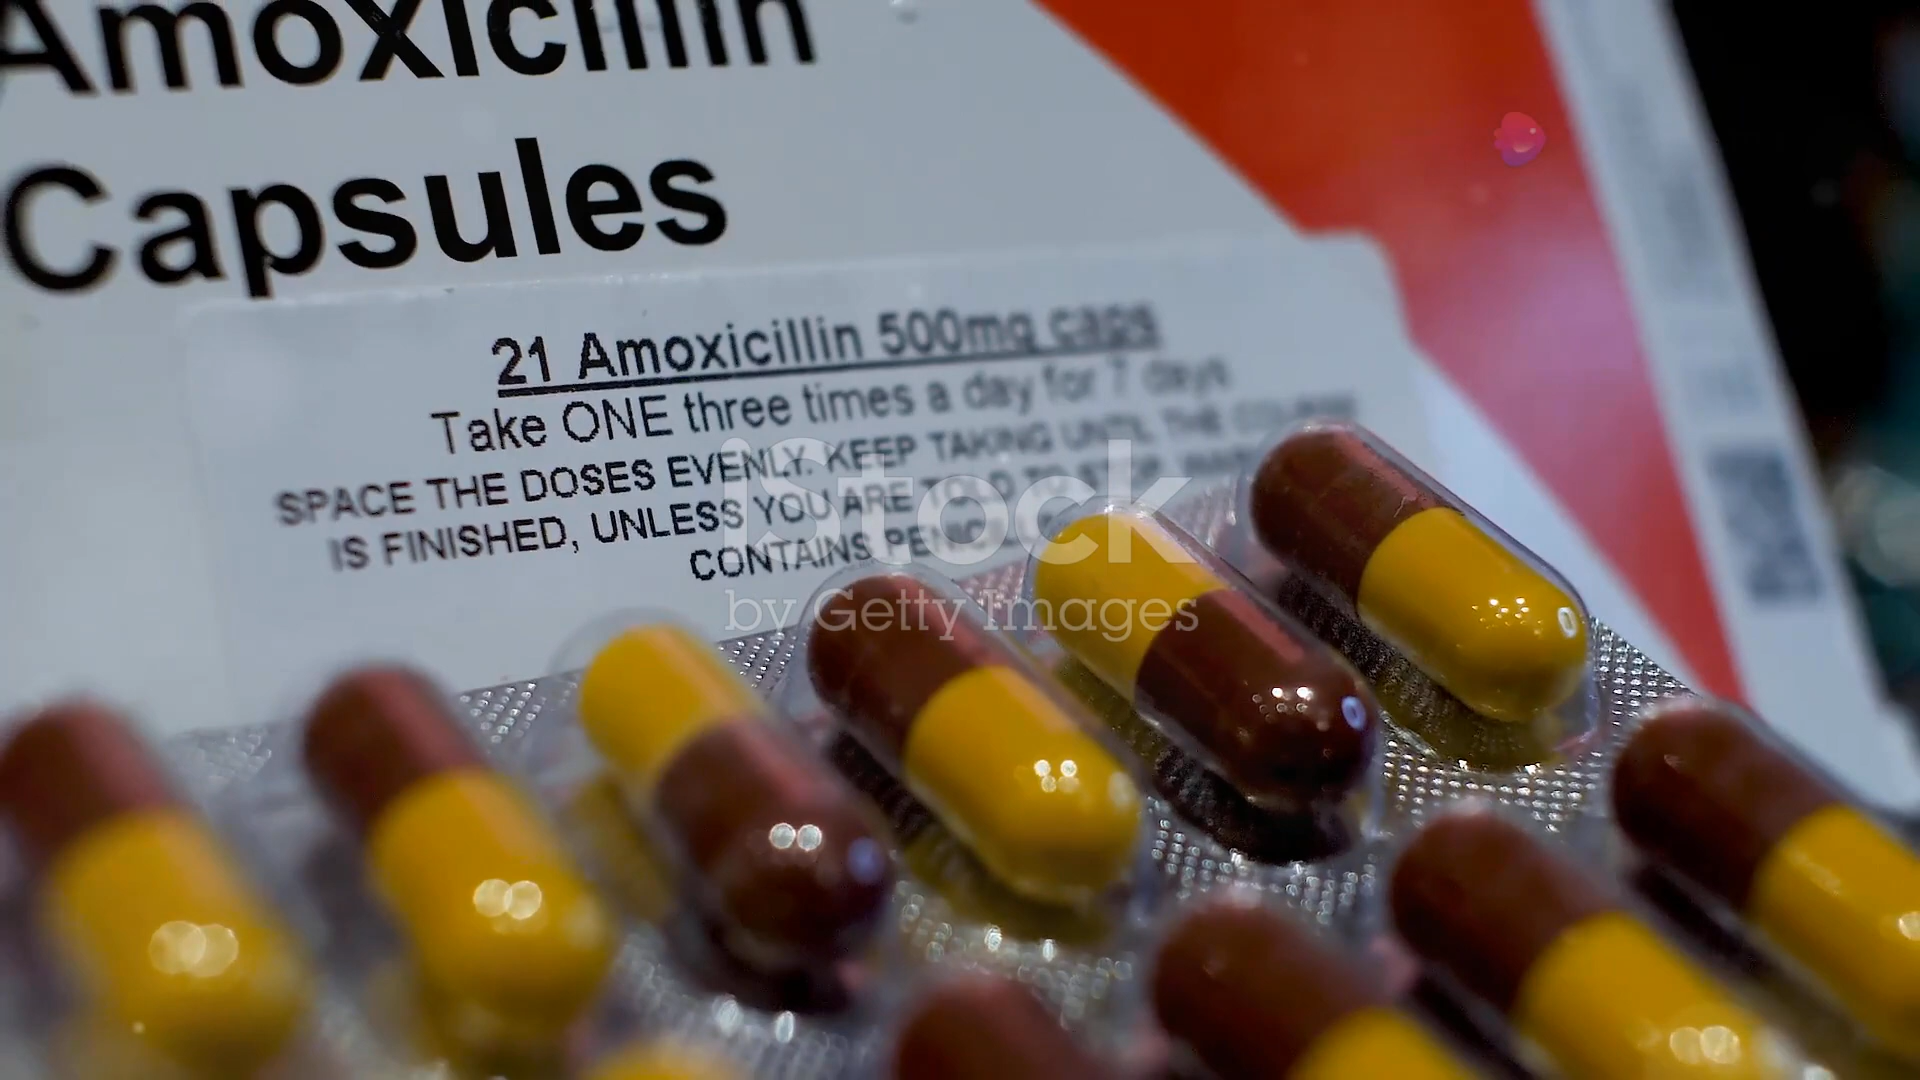 Amoxicillin
Capsules
21 Amoxicillin 500mg caps
Take ONE three times a day for 7 days
SPACE THE DOSES EVENLY. KEEP TAKING UNTIL THE COURSE
IS FINISHED, UNLESS YOU ARE TOLD TO STOP.
CONTAINS
iStock
by Getty Images